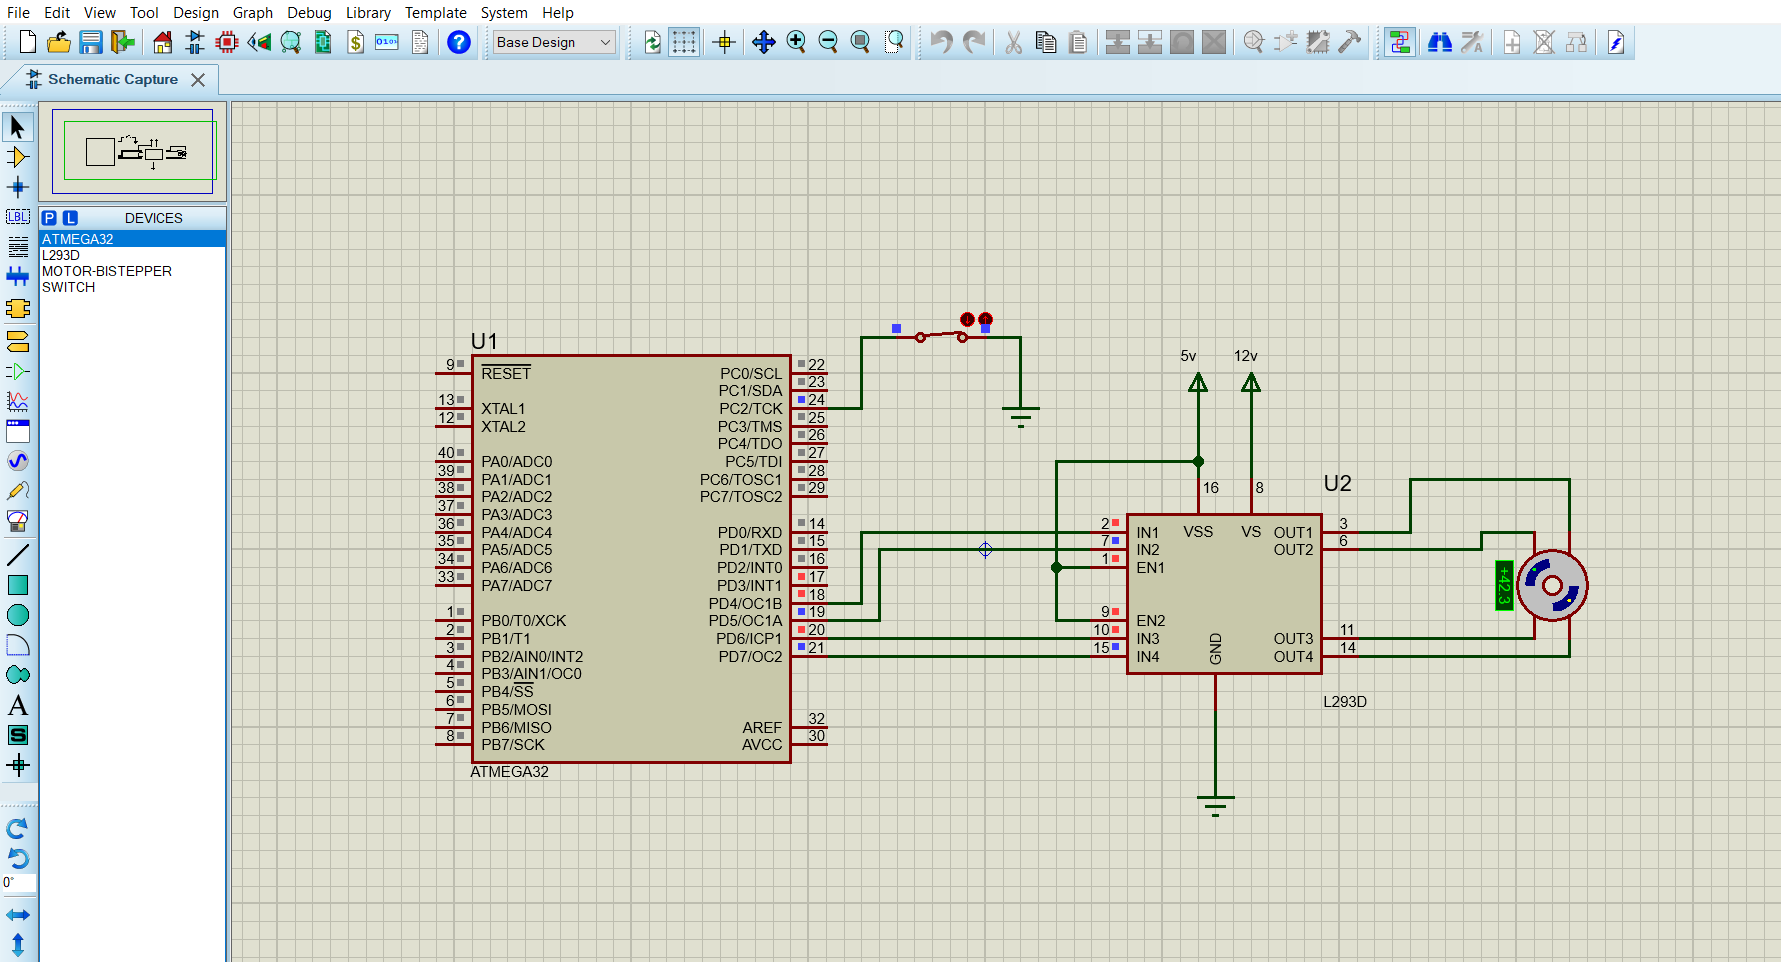 File Edit View Tool Design Graph Debug Library Template System Help
Base Design
Schematic Capture
P L DEVICES
ATMEGA32
L293D
MOTOR-BISTEPPER
SWITCH
LBL
A
S
0°
U1
9 RESET
13 XTAL1
12 XTAL2
40 PA0/ADC0
39 PA1/ADC1
38 PA2/ADC2
37 PA3/ADC3
36 PA4/ADC4
35 PA5/ADC5
34 PA6/ADC6
33 PA7/ADC7
1 PB0/T0/XCK
2 PB1/T1
3 PB2/AIN0/INT2
4 PB3/AIN1/OC0
5 PB4/SS
6 PB5/MOSI
7 PB6/MISO
8 PB7/SCK
PC0/SCL 22
PC1/SDA 23
PC2/TCK 24
PC3/TMS 25
PC4/TDO 26
PC5/TDI 27
PC6/TOSC1 28
PC7/TOSC2 29
PD0/RXD 14
PD1/TXD 15
PD2/INT0 16
PD3/INT1 17
PD4/OC1B 18
PD5/OC1A 19
PD6/ICP1 20
PD7/OC2 21
AREF 32
AVCC 30
ATMEGA32
5v 12v
U2
16 8
VSS VS
2 IN1
7 IN2
1 EN1
9 EN2
10 IN3
15 IN4
GND
OUT1 3
OUT2 6
OUT3 11
OUT4 14
L293D
+42.3